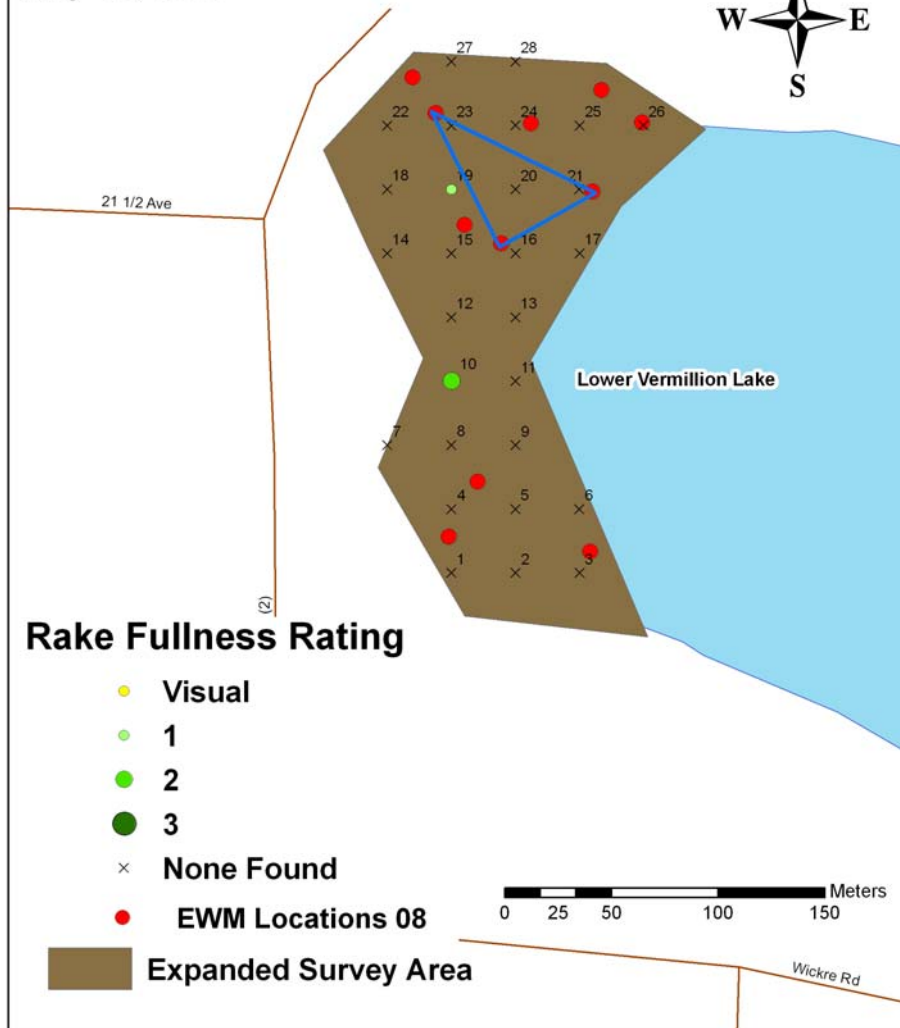 W E
S
27 28
22 23 24 25 26
18 19 20 21
21 1/2 Ave
14 15 16 17
12 13
10 11
Lower Vermillion Lake
7 8 9
4 5 6
1 2 3
(2)
Rake Fullness Rating
Visual
1
2
3
None Found
EWM Locations 08
Expanded Survey Area
Meters
0 25 50 100 150
Wickre Rd